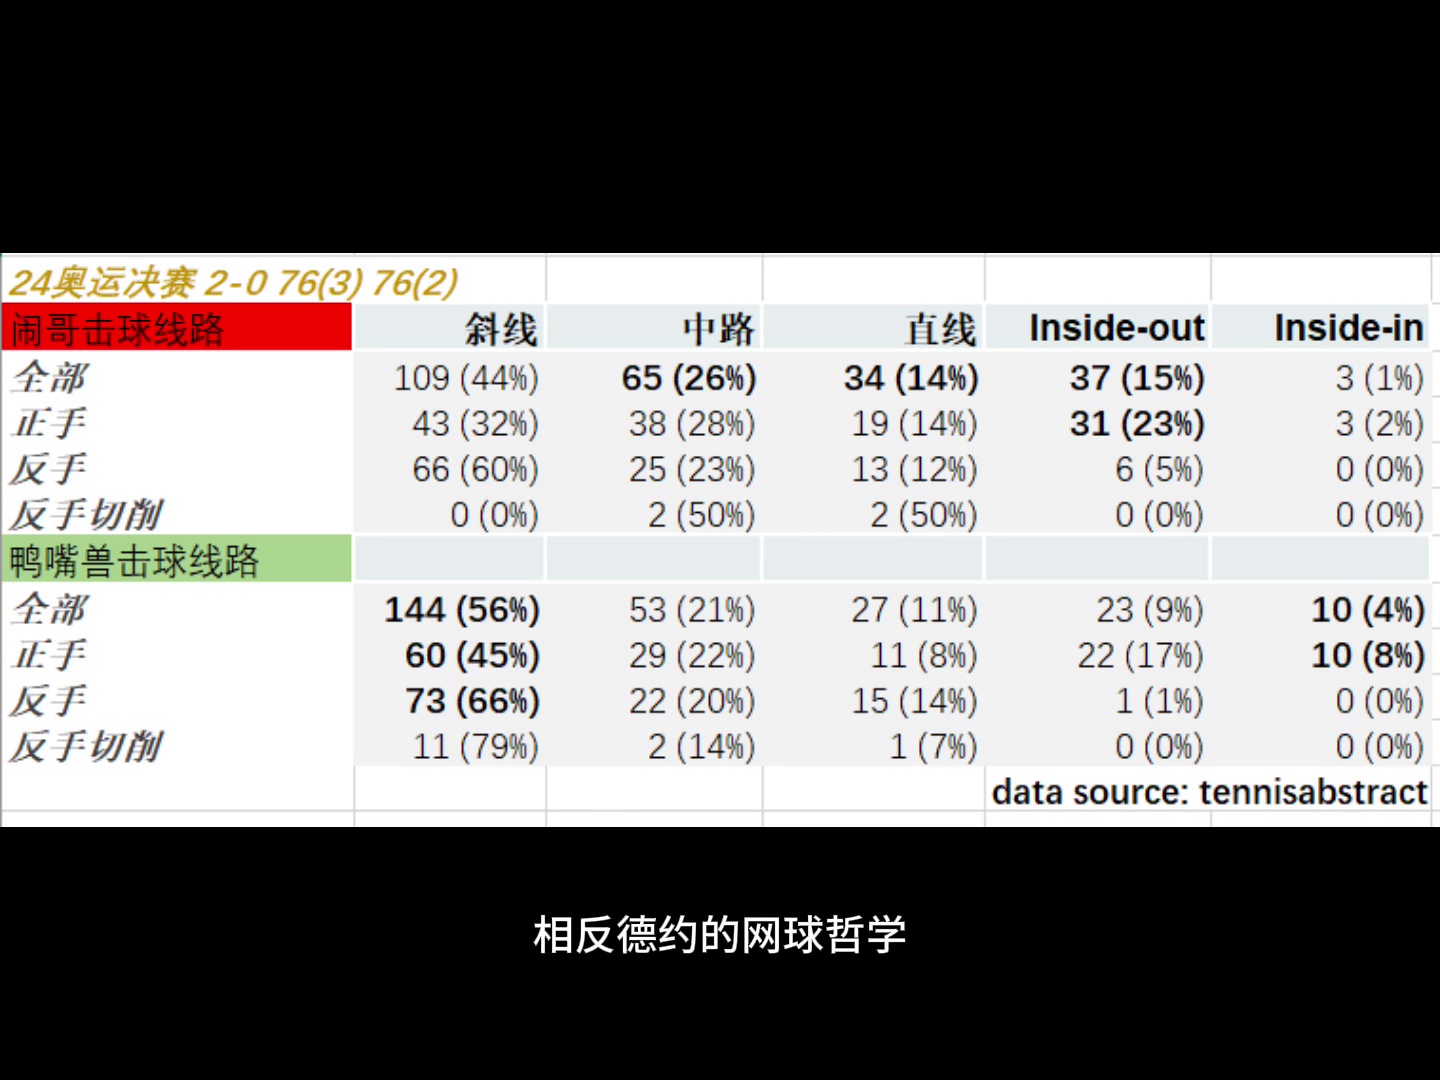 24奥运决赛 2-0 76(3) 76(2)
闹哥击球线路 斜线 中路 直线 Inside-out Inside-in
全部 109 (44%) 65 (26%) 34 (14%) 37 (15%) 3 (1%)
正手 43 (32%) 38 (28%) 19 (14%) 31 (23%) 3 (2%)
反手 66 (60%) 25 (23%) 13 (12%) 6 (5%) 0 (0%)
反手切削 0 (0%) 2 (50%) 2 (50%) 0 (0%) 0 (0%)
鸭嘴兽击球线路
全部 144 (56%) 53 (21%) 27 (11%) 23 (9%) 10 (4%)
正手 60 (45%) 29 (22%) 11 (8%) 22 (17%) 10 (8%)
反手 73 (66%) 22 (20%) 15 (14%) 1 (1%) 0 (0%)
反手切削 11 (79%) 2 (14%) 1 (7%) 0 (0%) 0 (0%)
data source: tennisabstract
相反德约的网球哲学